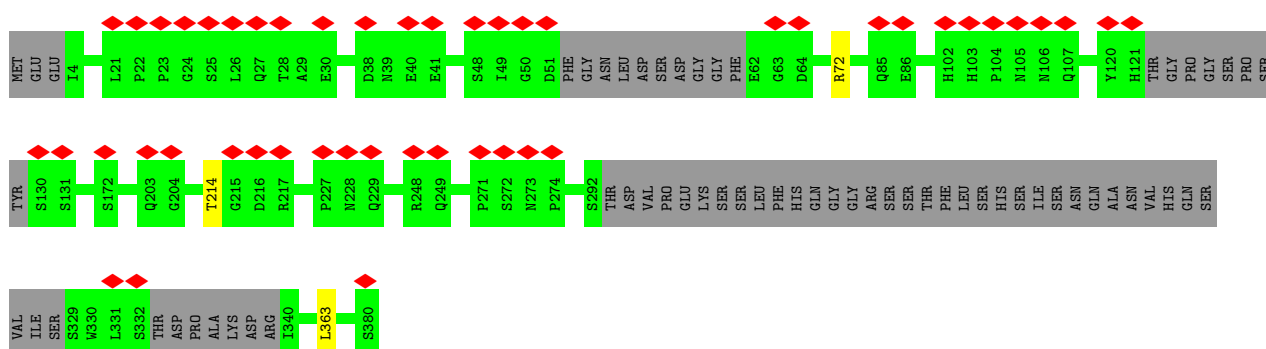 MET GLU GLU I4 L21 P22 P23 G24 S25 L26 Q27 T28 A29 E30 D38 N39 E40 E41 S48 I49 G50 D51 PHE GLY ASN LEU ASP SER ASP GLY GLY PHE E62 G63 D64 R72 Q85 E86 H102 H103 P104 N105 N106 Q107 Y120 H121 THR GLY PRO GLY SER PRO SER
TYR S130 S131 S172 Q203 G204 T214 G215 D216 R217 P227 N228 Q229 R248 Q249 P271 S272 N273 P274 S292 THR ASP VAL PRO GLU LYS SER SER LEU PHE HIS GLN GLY GLY ARG SER SER THR PHE LEU SER HIS SER ILE SER ASN GLN ALA ASN VAL HIS GLN SER
VAL ILE SER S329 W330 L331 S332 THR ASP PRO ALA LYS ASP ARG I340 L363 S380